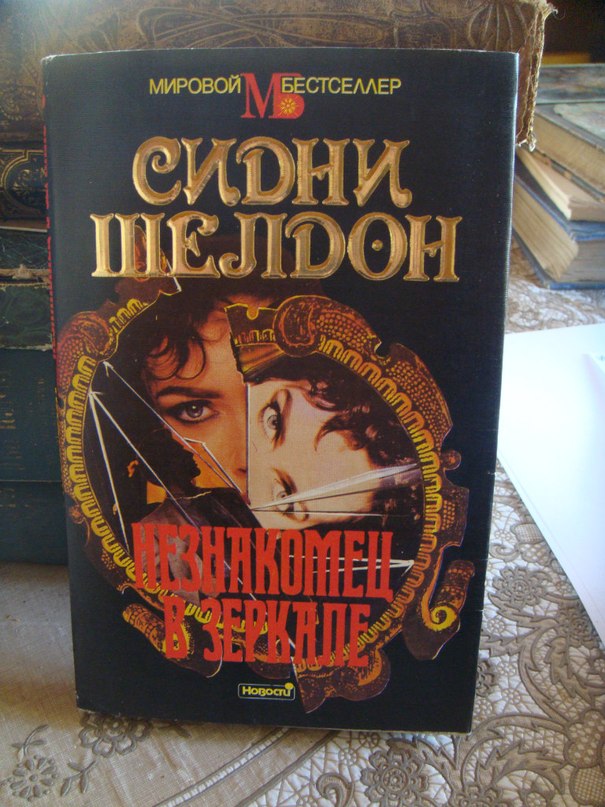 МИРОВОЙ МБ БЕСТСЕЛЛЕР
СИДНИ
ШЕЛДОН
НЕЗНАКОМЕЦ
В ЗЕРКАЛЕ
Новости